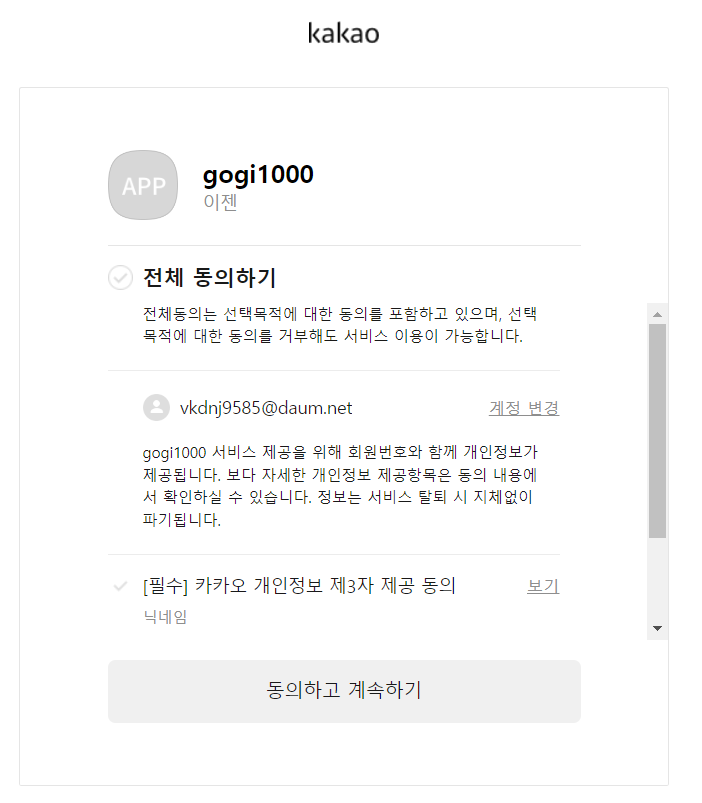 kakao
APP
gogi1000
이젠
전체 동의하기
전체동의는 선택목적에 대한 동의를 포함하고 있으며, 선택
목적에 대한 동의를 거부해도 서비스 이용이 가능합니다.
vkdnj9585@daum.net 계정 변경
gogi1000 서비스 제공을 위해 회원번호와 함께 개인정보가
제공됩니다. 보다 자세한 개인정보 제공항목은 동의 내용에
서 확인하실 수 있습니다. 정보는 서비스 탈퇴 시 지체없이
파기됩니다.
[필수] 카카오 개인정보 제3자 제공 동의 보기
닉네임
동의하고 계속하기